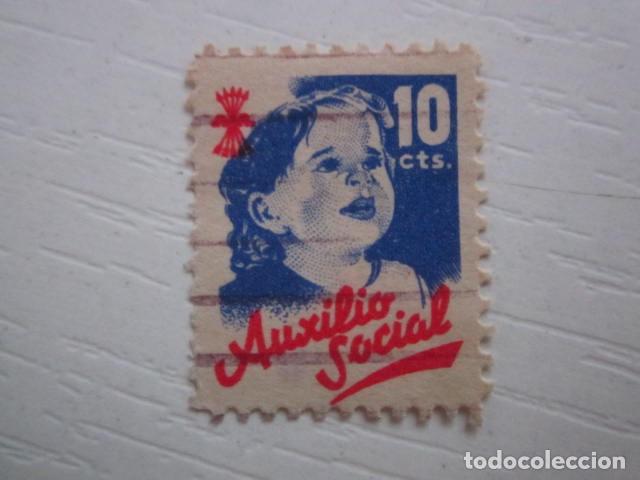 10
cts.
Auxilio
Social
todocoleccion